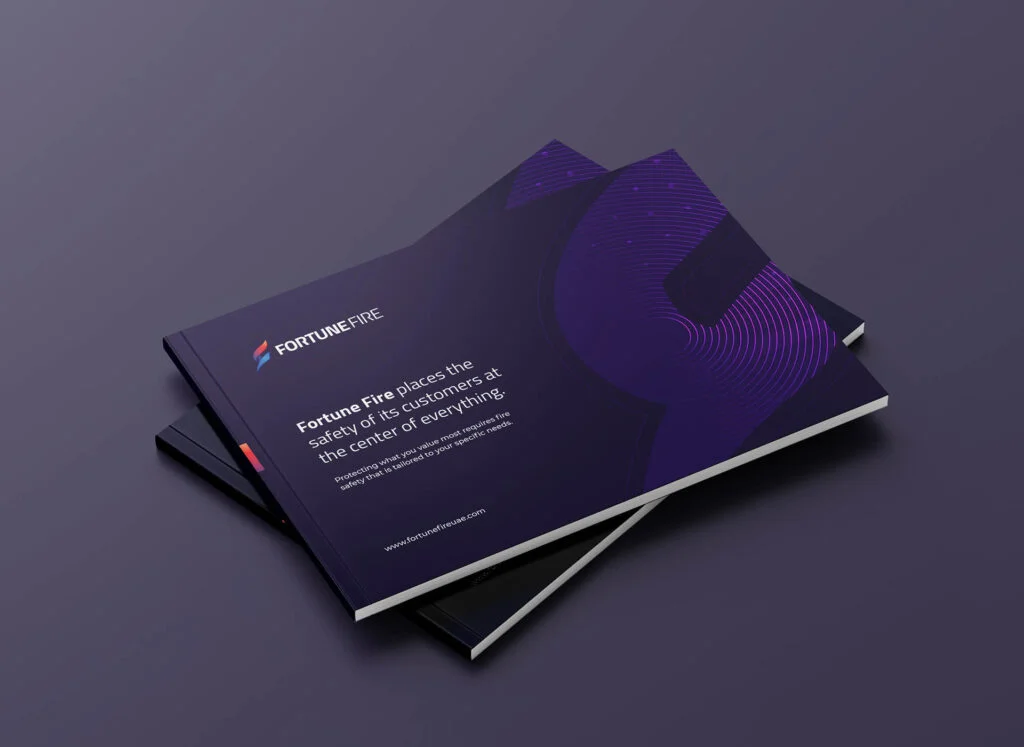 FORTUNEFIRE
Fortune Fire places the
safety of its customers at
the center of everything.
Protecting what you value most requires fire
safety that is tailored to your specific needs.
www.fortunefireuae.com